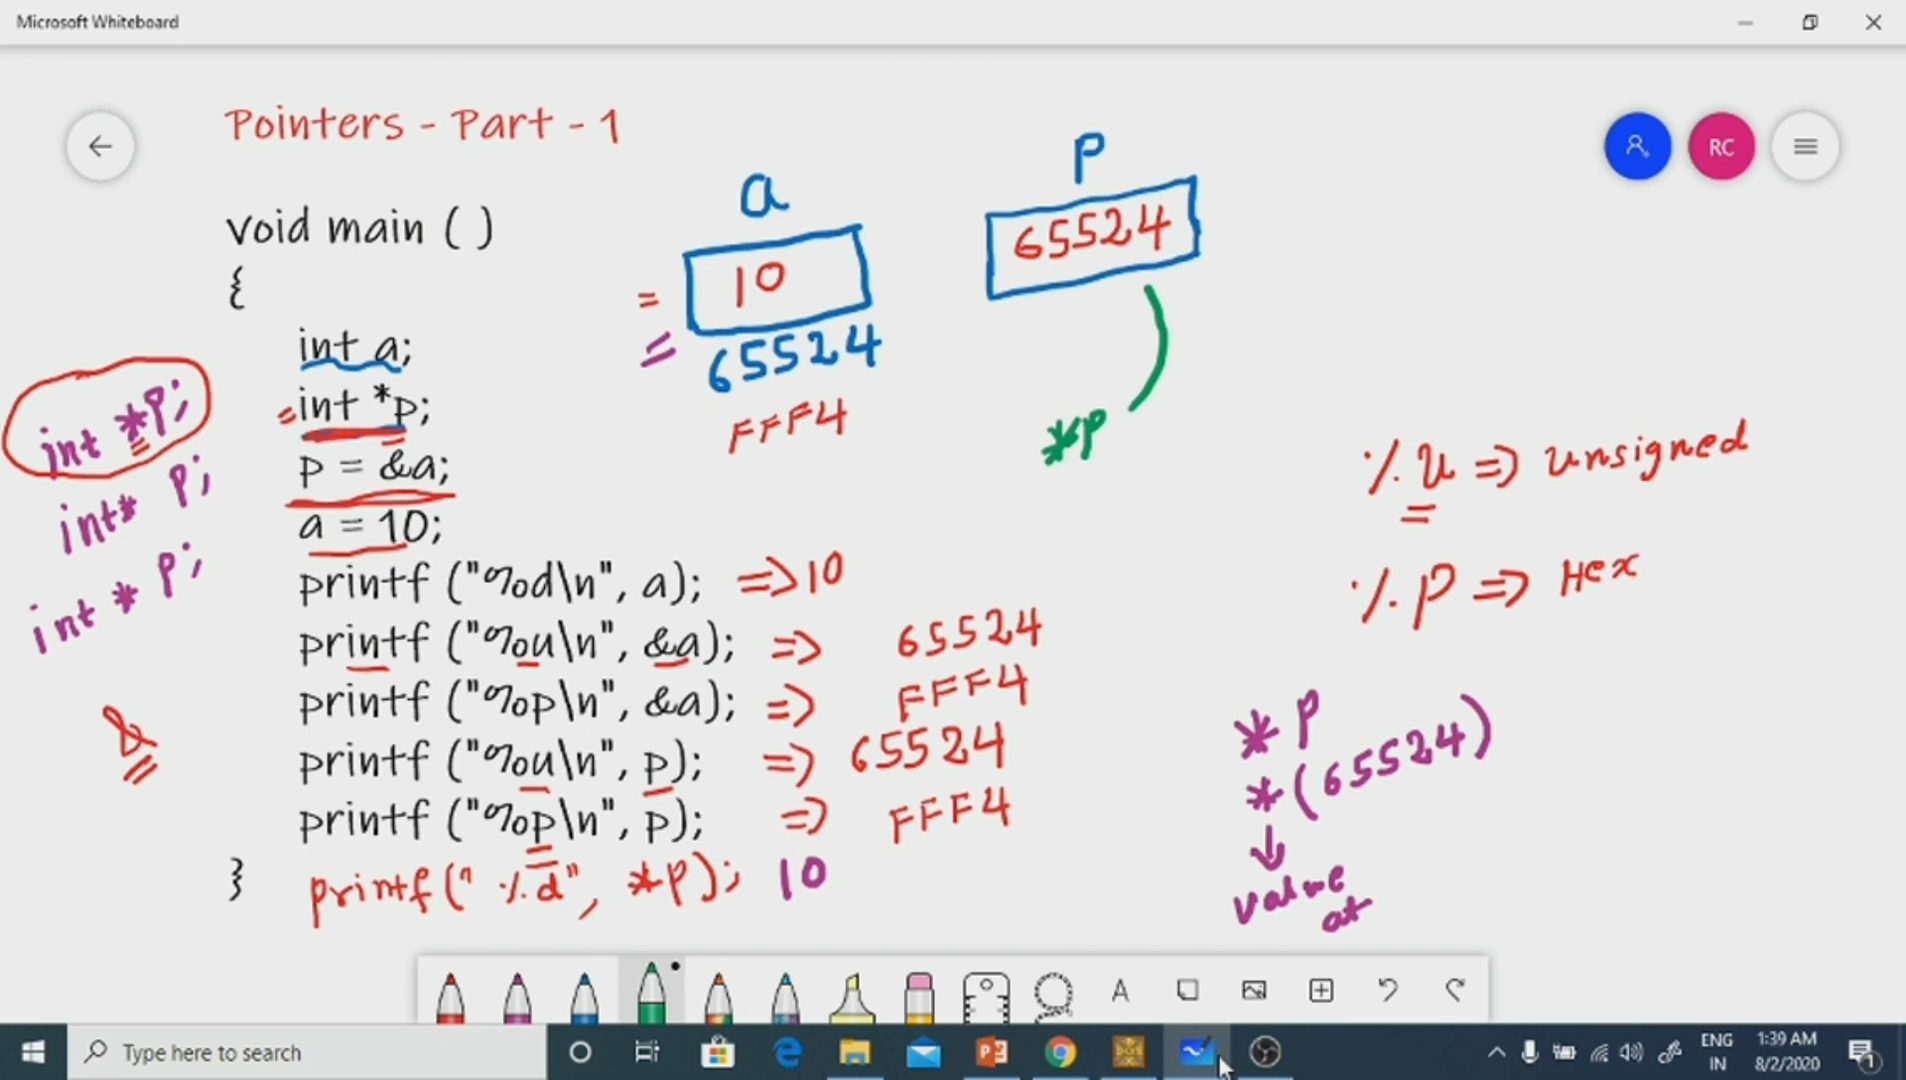 Microsoft Whiteboard
Pointers - Part - 1
RC
void main ( )
{
int a;
int *p;
p = &a;
a = 10;
printf ("%d\n", a); => 10
printf ("%u\n", &a); => 65524
printf ("%p\n", &a); => FFF4
printf ("%u\n", p); => 65524
printf ("%p\n", p); => FFF4
}
printf(" %d", *p); 10
int *p;
int* p;
int * p;
&
a
= 10
= 65524
FFF4
p
65524
*p
%u => unsigned
%p => Hex
*p
*(65524)
value
at
A
Type here to search
DOS
ENG
IN
1:39 AM
8/2/2020
1